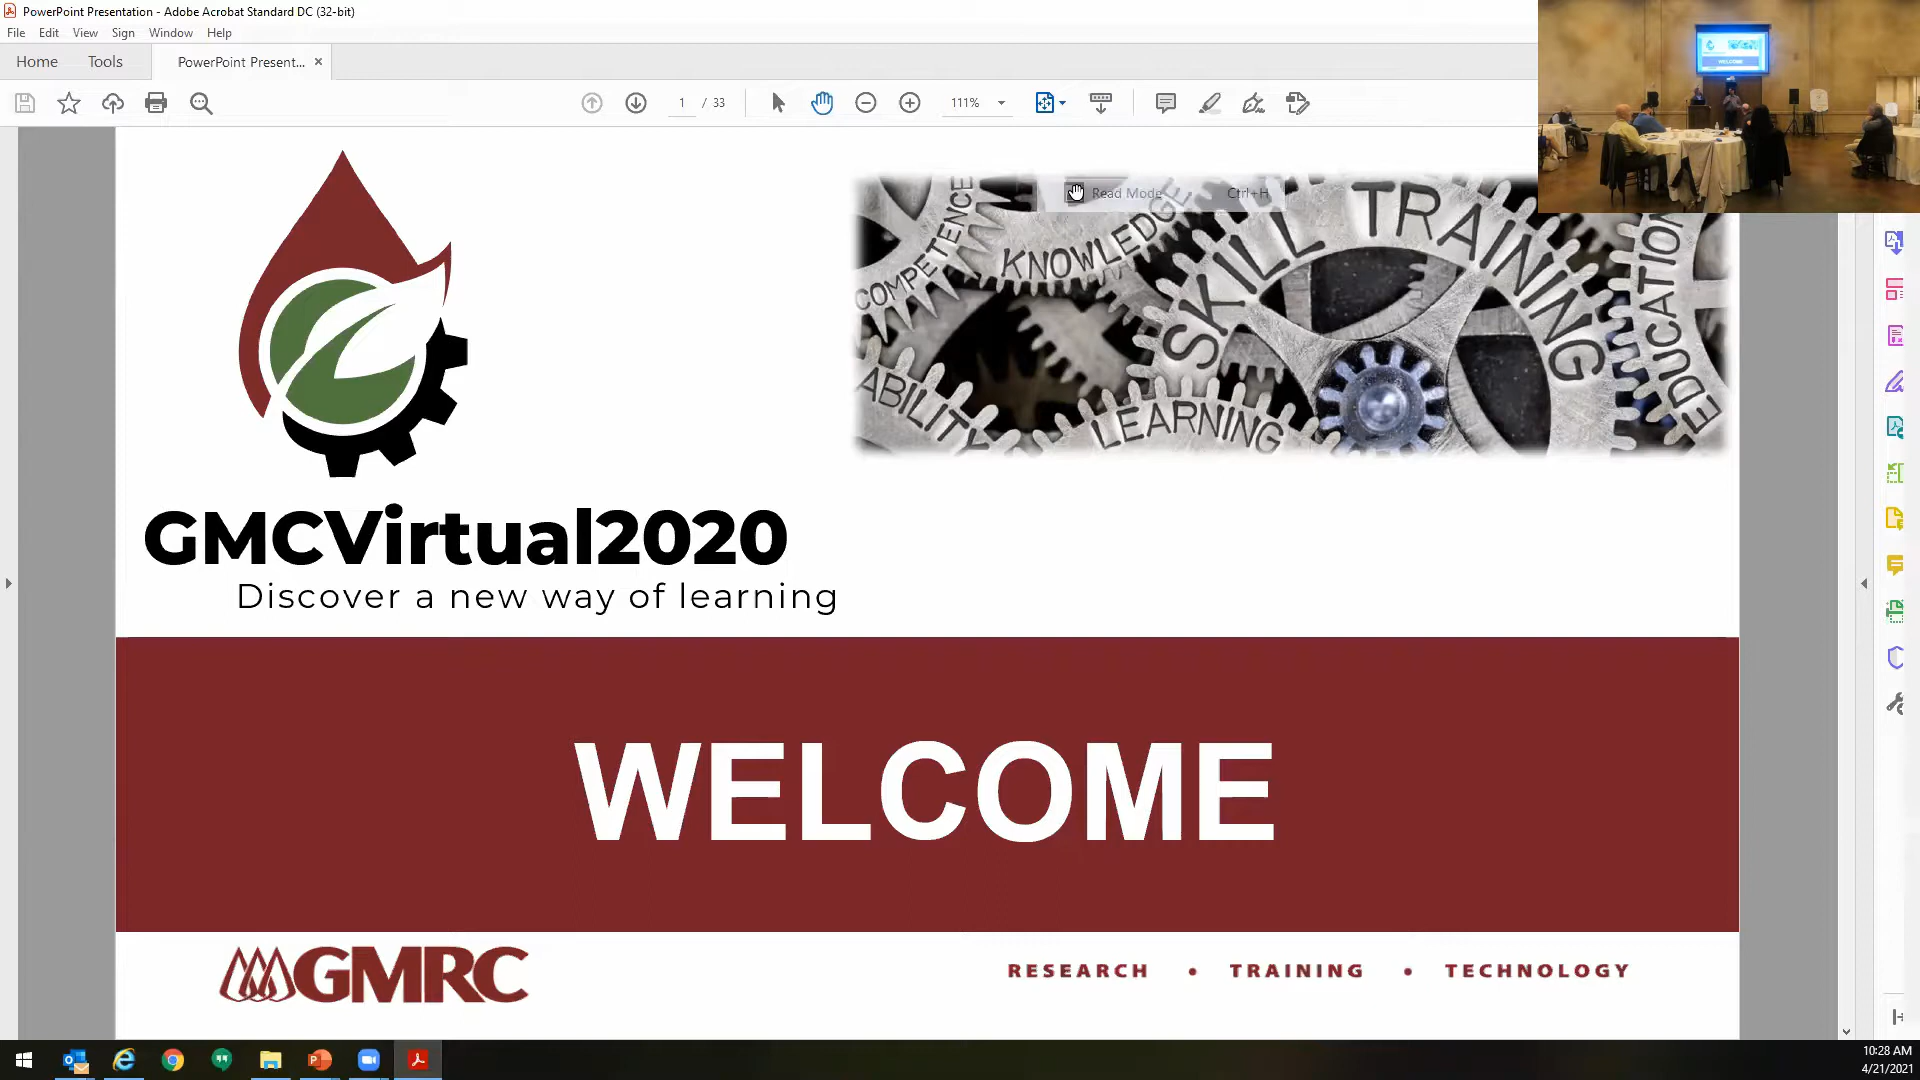 PowerPoint Presentation - Adobe Acrobat Standard DC (32-bit)
File Edit View Sign Window Help
Home Tools PowerPoint Present... ×
1 / 33 111%
Read Mode Ctrl+H
COMPETENCE
KNOWLEDGE
SKILL TRAINING
EDUCATION
ABILITY
LEARNING
WELCOME
GMCVirtual2020
Discover a new way of learning
WELCOME
GMRC
RESEARCH • TRAINING • TECHNOLOGY
10:28 AM
4/21/2021